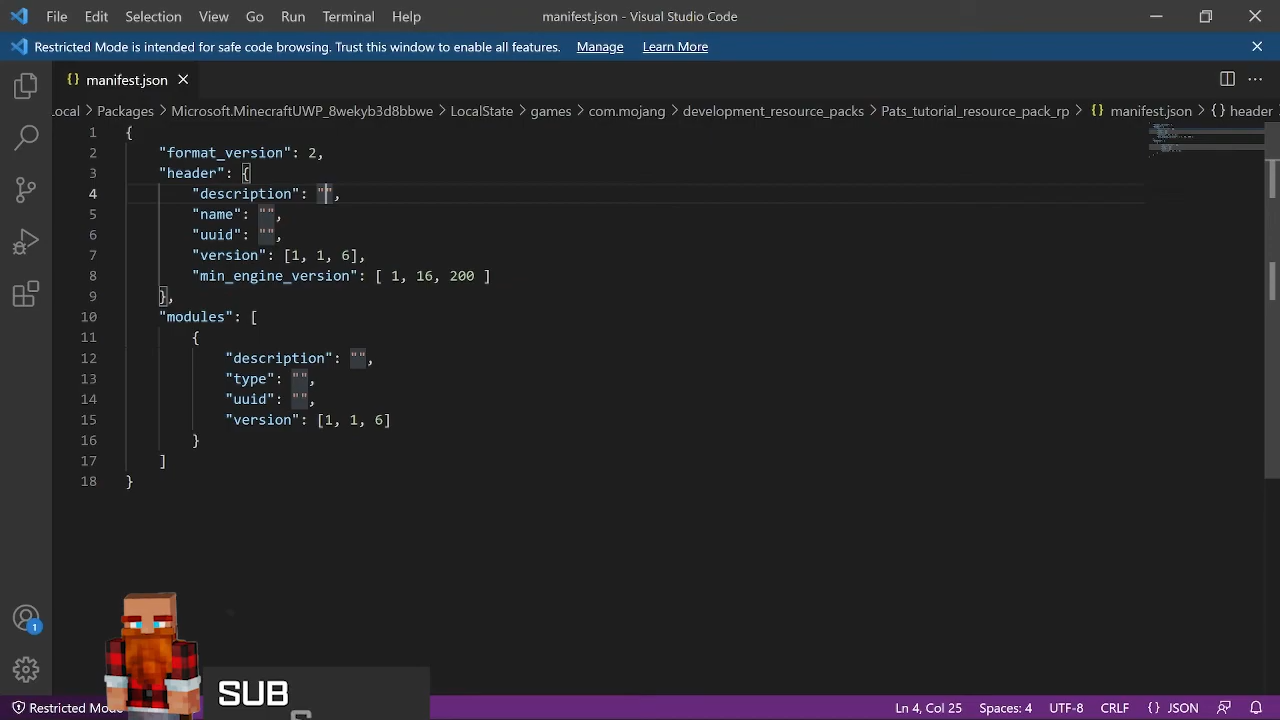 File Edit Selection View Go Run Terminal Help manifest.json - Visual Studio Code
Restricted Mode is intended for safe code browsing. Trust this window to enable all features. Manage Learn More
{} manifest.json
Local > Packages > Microsoft.MinecraftUWP_8wekyb3d8bbwe > LocalState > games > com.mojang > development_resource_packs > Pats_tutorial_resource_pack_rp > {} manifest.json > {} header >
1 {
2 "format_version": 2,
3 "header": {
4 "description": "",
5 "name": "",
6 "uuid": "",
7 "version": [1, 1, 6],
8 "min_engine_version": [ 1, 16, 200 ]
9 },
10 "modules": [
11 {
12 "description": "",
13 "type": "",
14 "uuid": "",
15 "version": [1, 1, 6]
16 }
17 ]
18 }
1
SUB
Restricted Mode Ln 4, Col 25 Spaces: 4 UTF-8 CRLF {} JSON